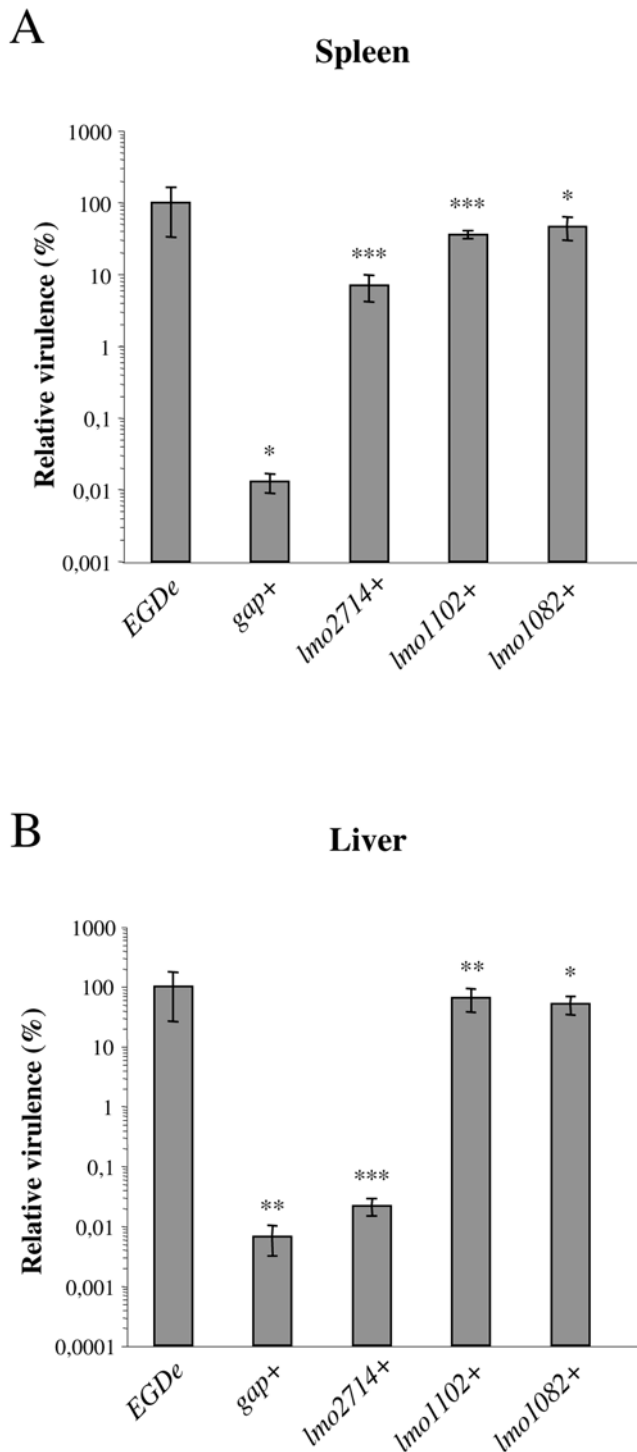 A
Spleen
Relative virulence (%)
1000
100
10
1
0,1
0,01
0,001
*
***
***
*
EGDe
gap+
lmo2714+
lmo1102+
lmo1082+
B
Liver
Relative virulence (%)
1000
100
10
1
0,1
0,01
0,001
0,0001
**
***
**
*
EGDe
gap+
lmo2714+
lmo1102+
lmo1082+